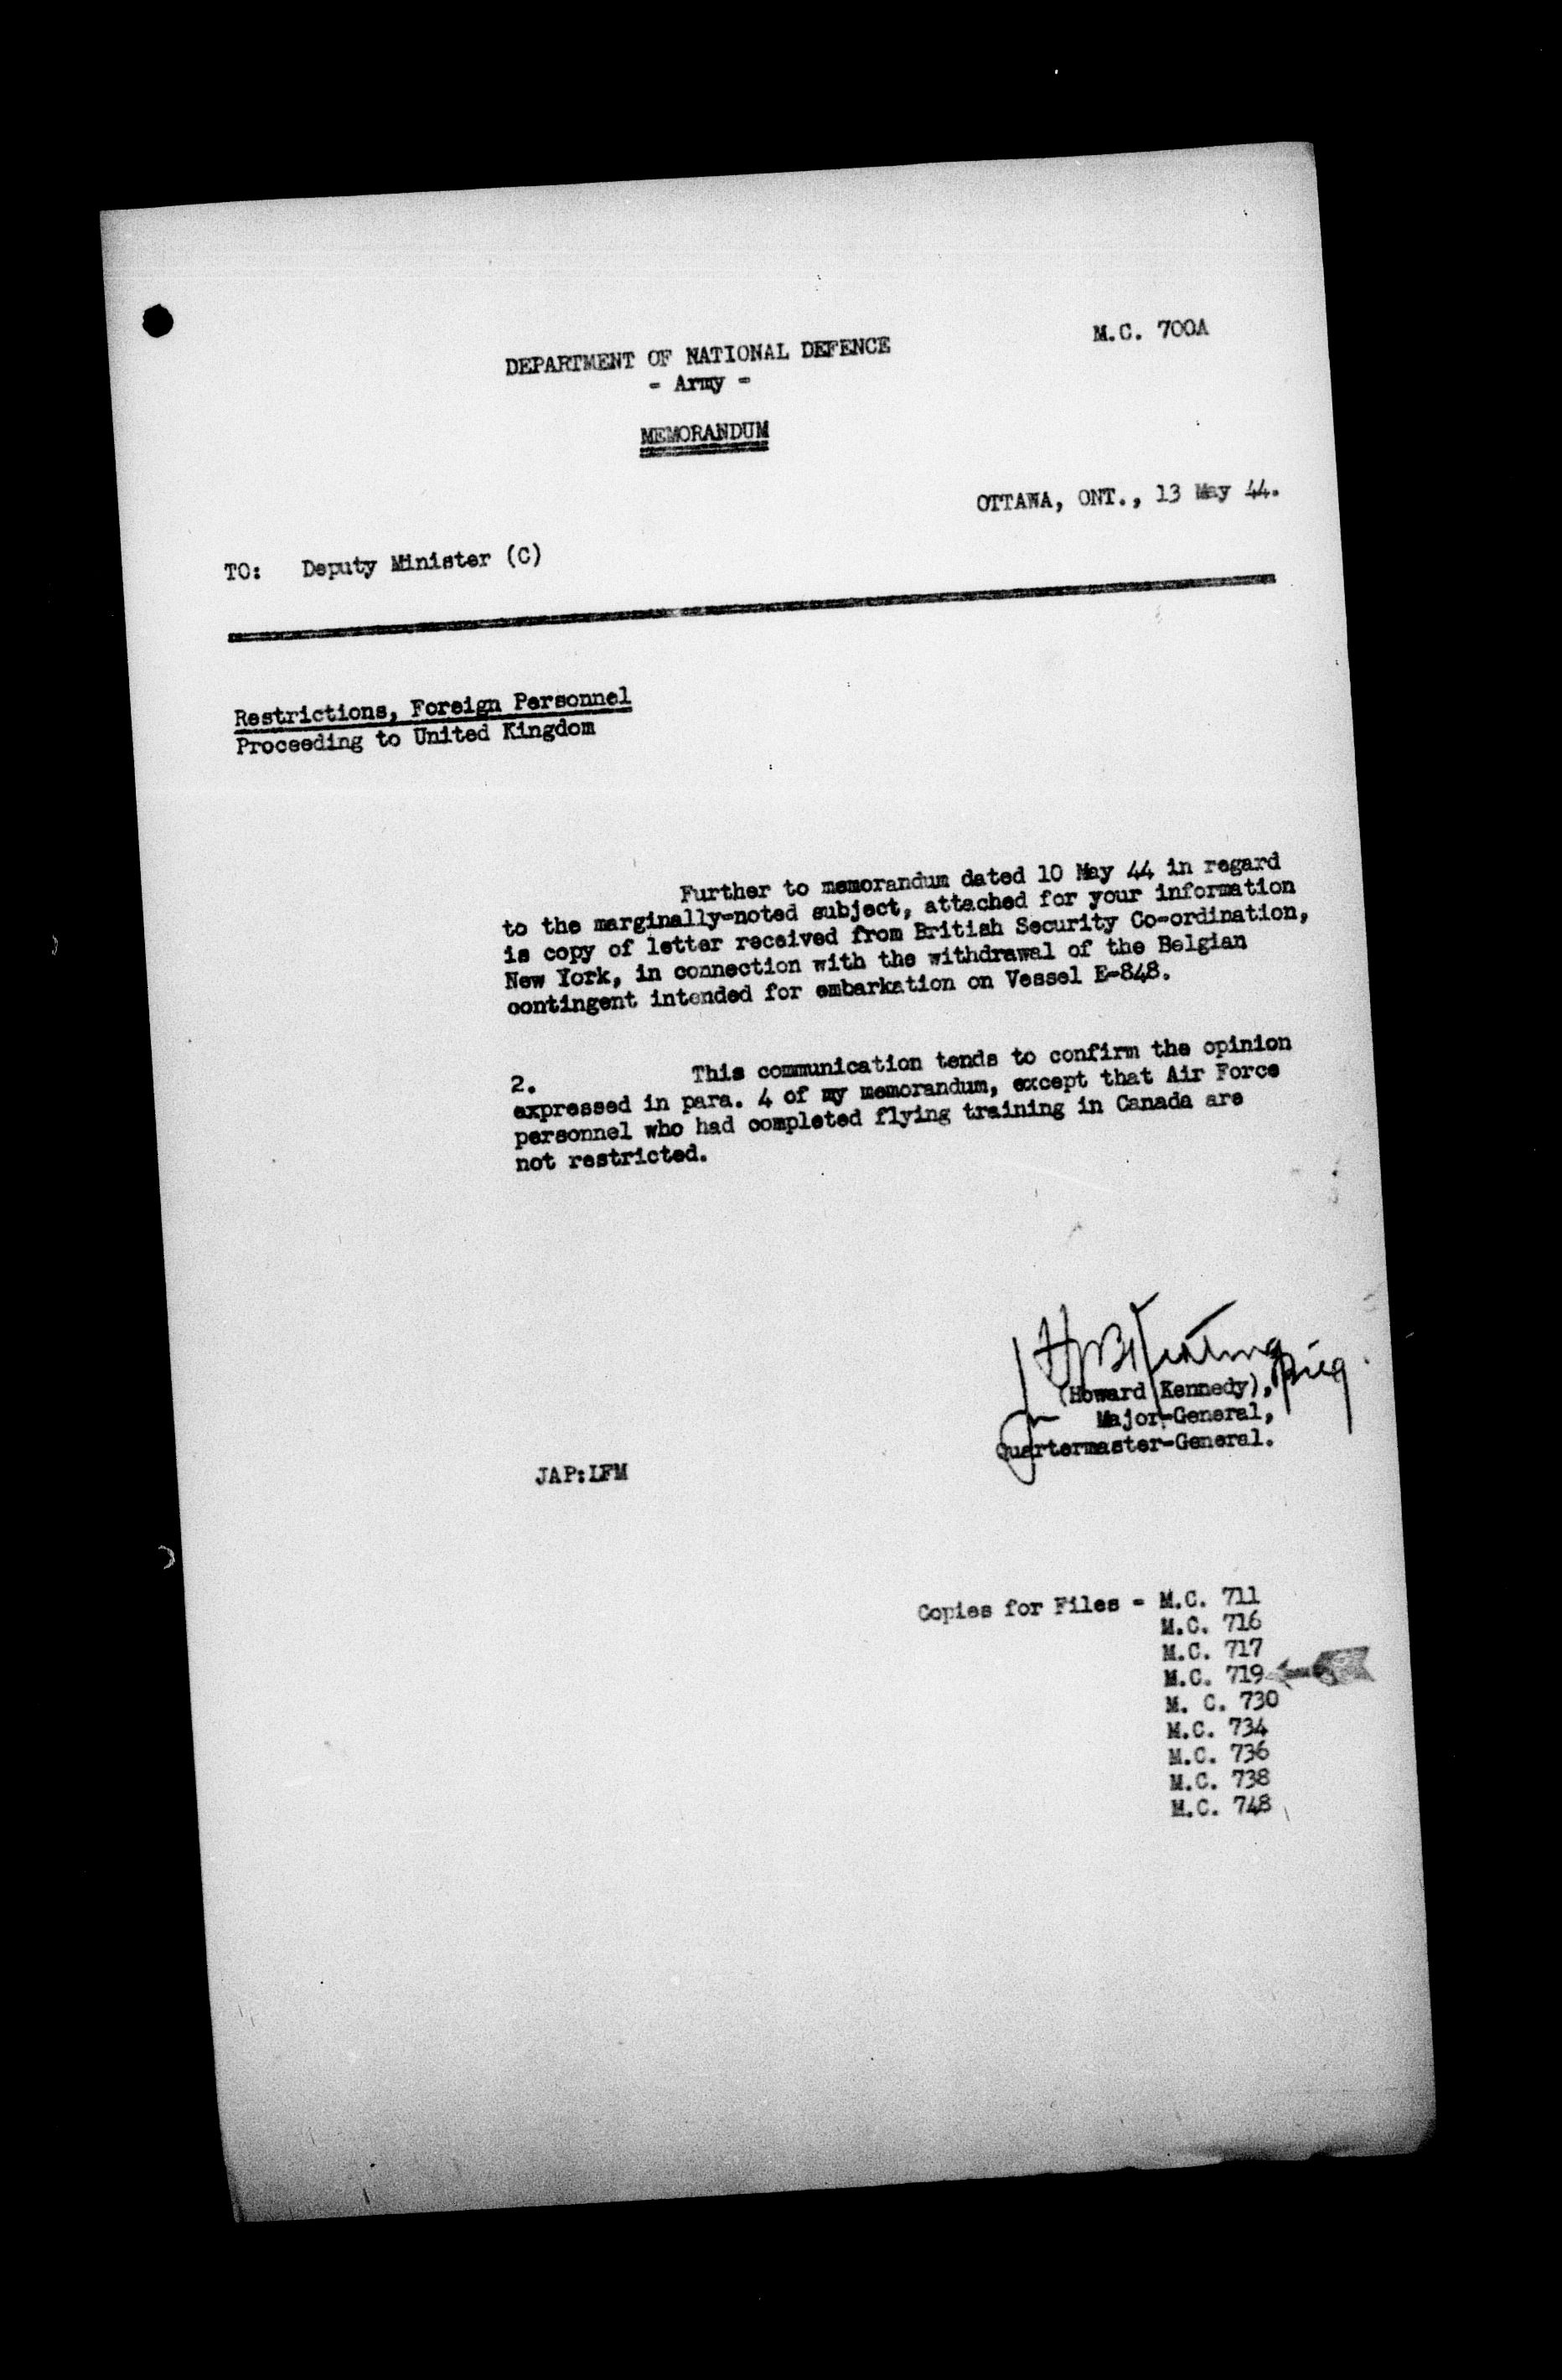 M.C. 700A
DEPARTMENT OF NATIONAL DEFENCE
- Army -
MEMORANDUM
OTTAWA, ONT., 13 May 44.
TO: Deputy Minister (C)
Restrictions, Foreign Personnel
Proceeding to United Kingdom
Further to memorandum dated 10 May 44 in regard
to the marginally-noted subject, attached for your information
is copy of letter received from British Security Co-ordination,
New York, in connection with the withdrawal of the Belgian
contingent intended for embarkation on Vessel E-848.
2. This communication tends to confirm the opinion
expressed in para. 4 of my memorandum, except that Air Force
personnel who had completed flying training in Canada are
not restricted.
Brig.
(Howard Kennedy),
Major-General,
Quartermaster-General.
JAP:LFM
Copies for Files - M.C. 711
M.C. 716
M.C. 717
M.C. 719
M. C. 730
M.C. 734
M.C. 736
M.C. 738
M.C. 748